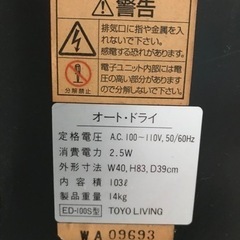 警告
排気口に指や金属を入
れないで下さい。
感電する恐れがあります。
電子ユニット内部には電圧
の高い部分がありますので
分解しないで下さい。
分解禁止
オート・ドライ
定格電圧 A.C. 100~110V, 50/60Hz
消費電力 2.5W
外形寸法 W40, H83, D39cm
内容積 103ℓ
製品重量 14kg
ED-100S型 TOYO LIVING
WA 09693